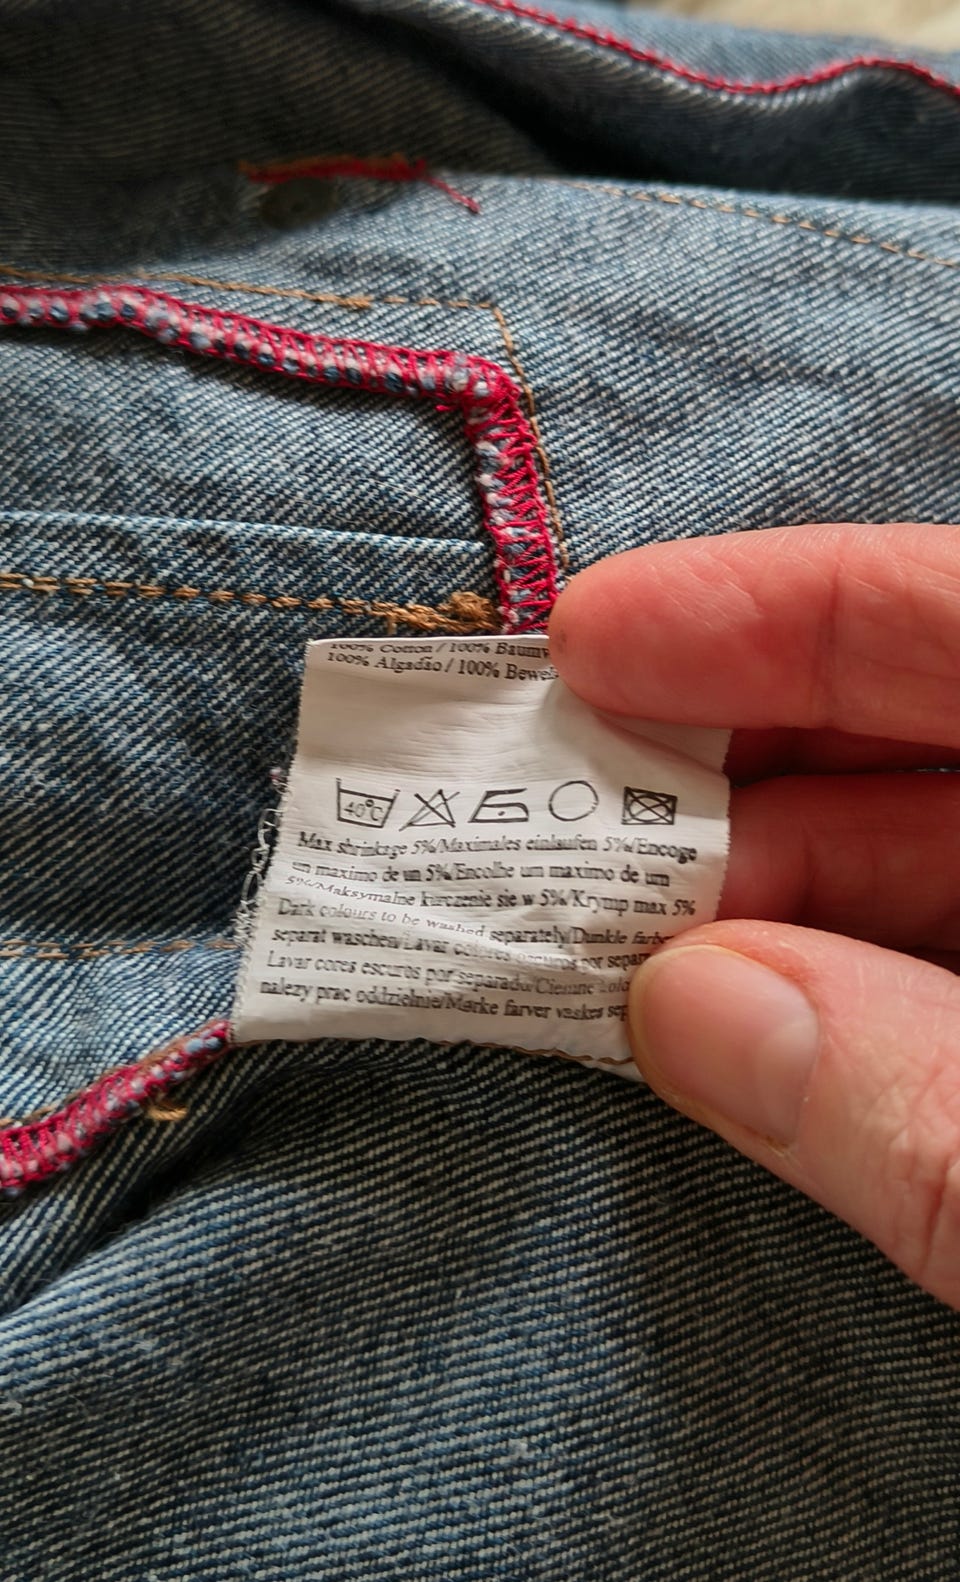 100% Cotton / 100% Baumw
100% Algadão / 100% Bewel
40°C
Max shrinkage 5%/Maximales einlaufen 5%/Encoge
un maximo de un 5%/Encolhe um maximo de um
5%/Maksymalne kurczenie sie w 5%/Krymp max 5%
Dark colours to be washed separately/Dunkle farbe
separat waschen/Lavar colores oscuros por separ
Lavar cores escuros por separado/Ciemne kolo
nalezy prac oddzielnie/Mørke farver vaskes sep